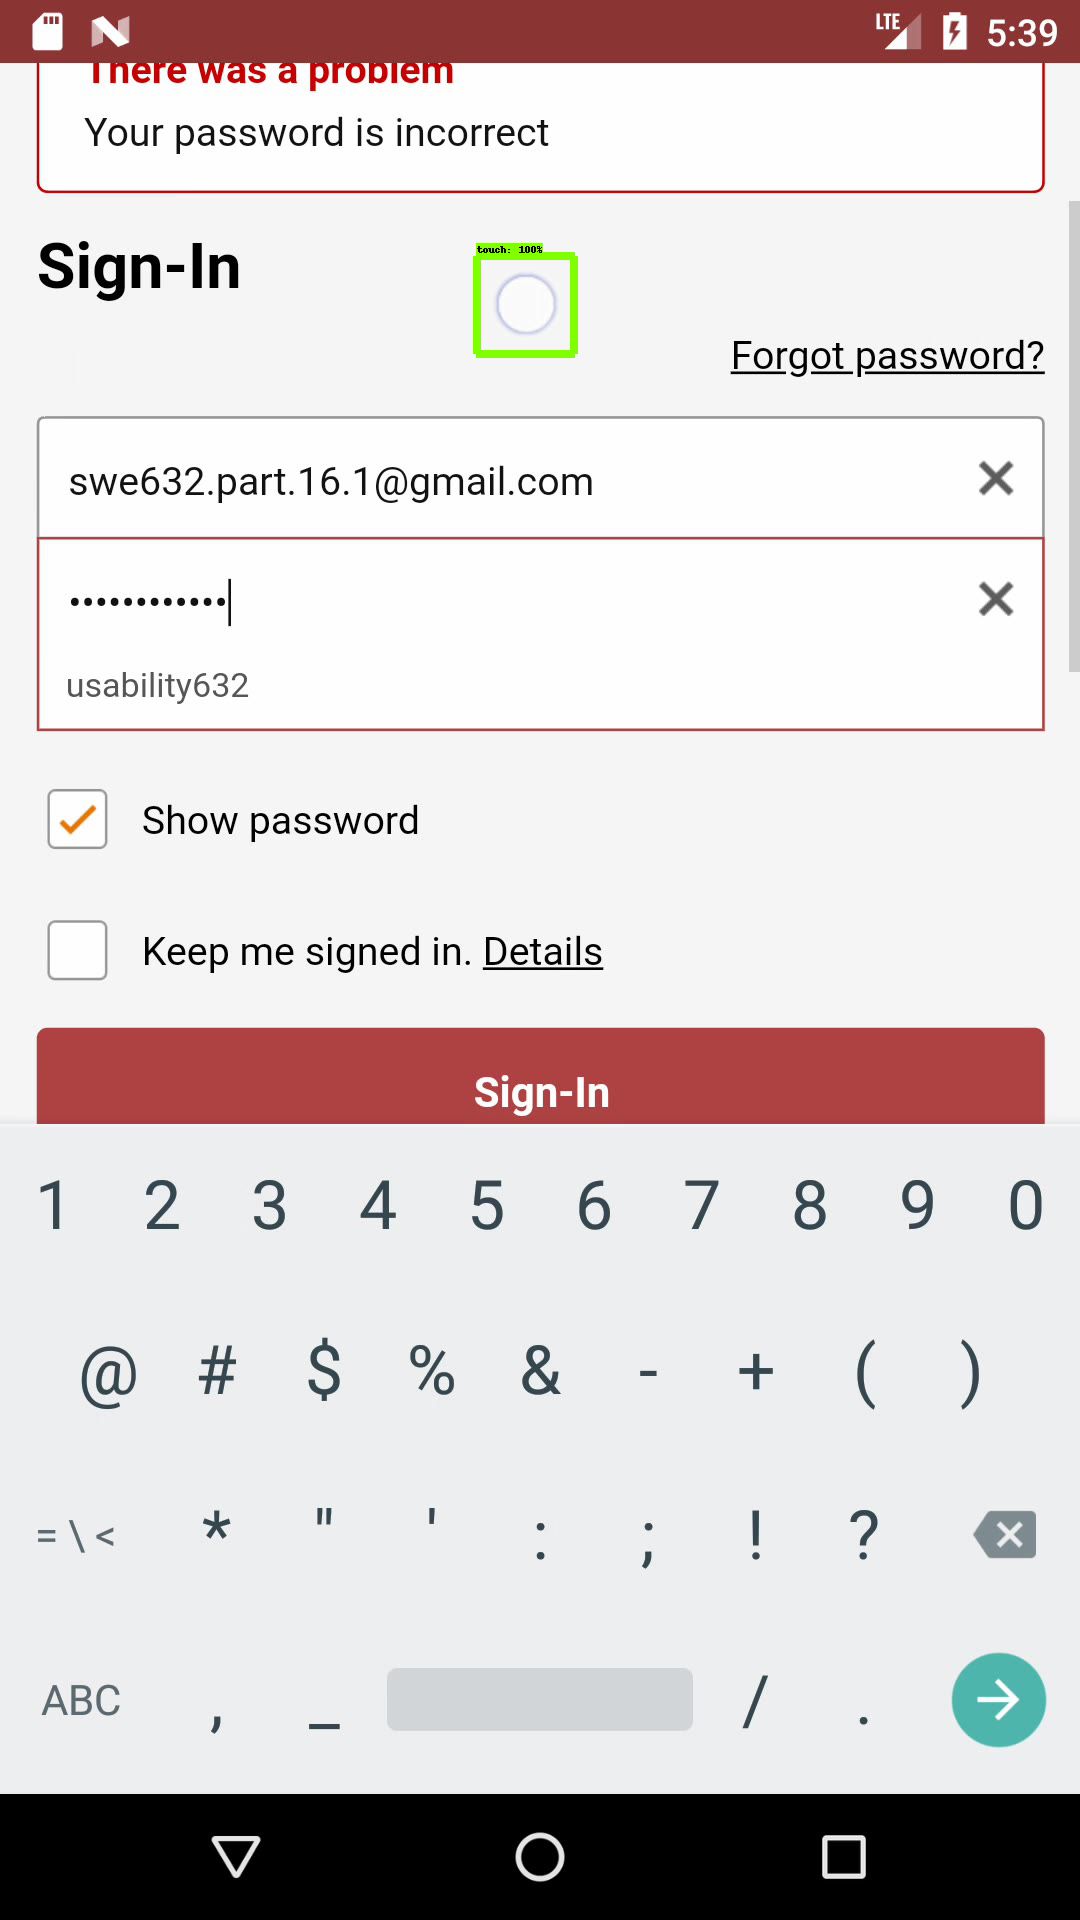 LTE 5:39
There was a problem
Your password is incorrect
touch: 100%
Sign-In
Forgot password?
swe632.part.16.1@gmail.com
••••••••••••
usability632
Show password
Keep me signed in. Details
Sign-In
1 2 3 4 5 6 7 8 9 0
@ # $ % & - + ( )
= \ < * " ' : ; ! ?
ABC , _ / .